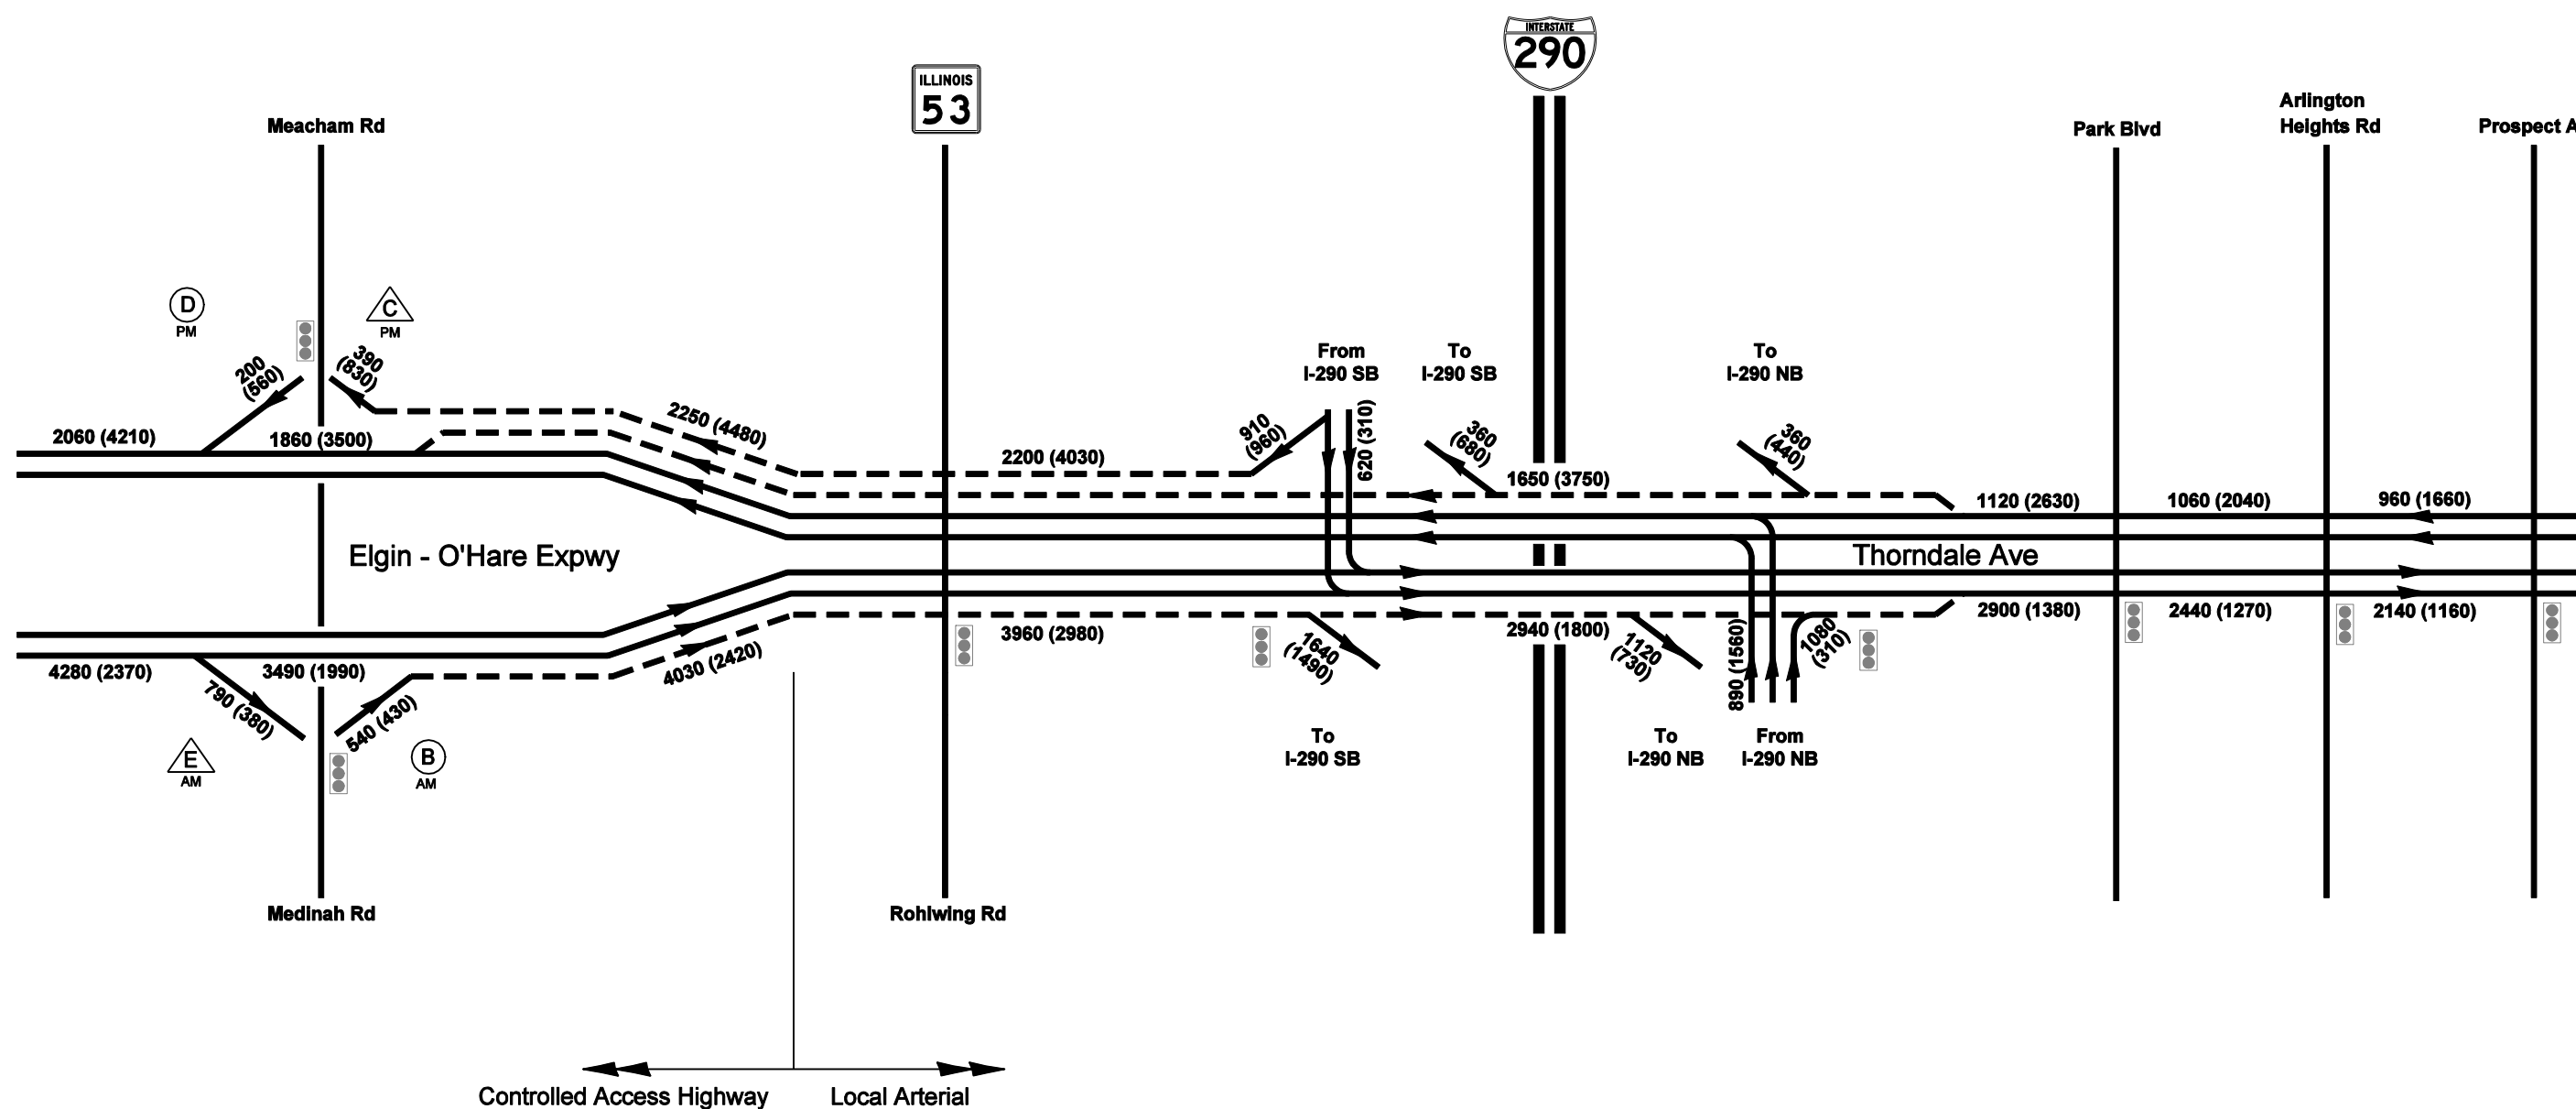 INTERSTATE
290
ILLINOIS
53
Meacham Rd
Park Blvd
Arlington
Heights Rd
Prospect A
D
PM
C
PM
200
(560)
390
(830)
2060 (4210)
1860 (3500)
2250 (4480)
2200 (4030)
From
I-290 SB
To
I-290 SB
To
I-290 NB
910
(960)
620 (310)
360
(680)
360
(440)
1650 (3750)
1120 (2630)
1060 (2040)
960 (1660)
Elgin - O'Hare Expwy
Thorndale Ave
4280 (2370)
3490 (1990)
4030 (2420)
3960 (2980)
2940 (1800)
2900 (1380)
2440 (1270)
2140 (1160)
790 (380)
540 (430)
1640
(1490)
1120
(730)
890 (1560)
1080
(310)
E
AM
B
AM
To
I-290 SB
To
I-290 NB
From
I-290 NB
Medinah Rd
Rohlwing Rd
Controlled Access Highway
Local Arterial